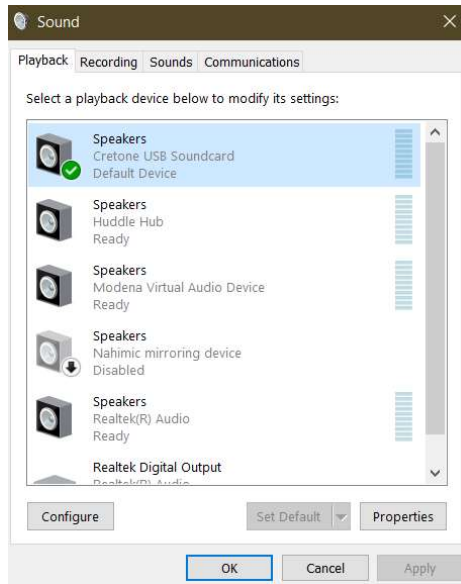 Sound
Playback Recording Sounds Communications
Select a playback device below to modify its settings:
Speakers
Cretone USB Soundcard
Default Device
Speakers
Huddle Hub
Ready
Speakers
Modena Virtual Audio Device
Ready
Speakers
Nahimic mirroring device
Disabled
Speakers
Realtek(R) Audio
Ready
Realtek Digital Output
Realtek(R) Audio
Configure Set Default Properties
OK Cancel Apply